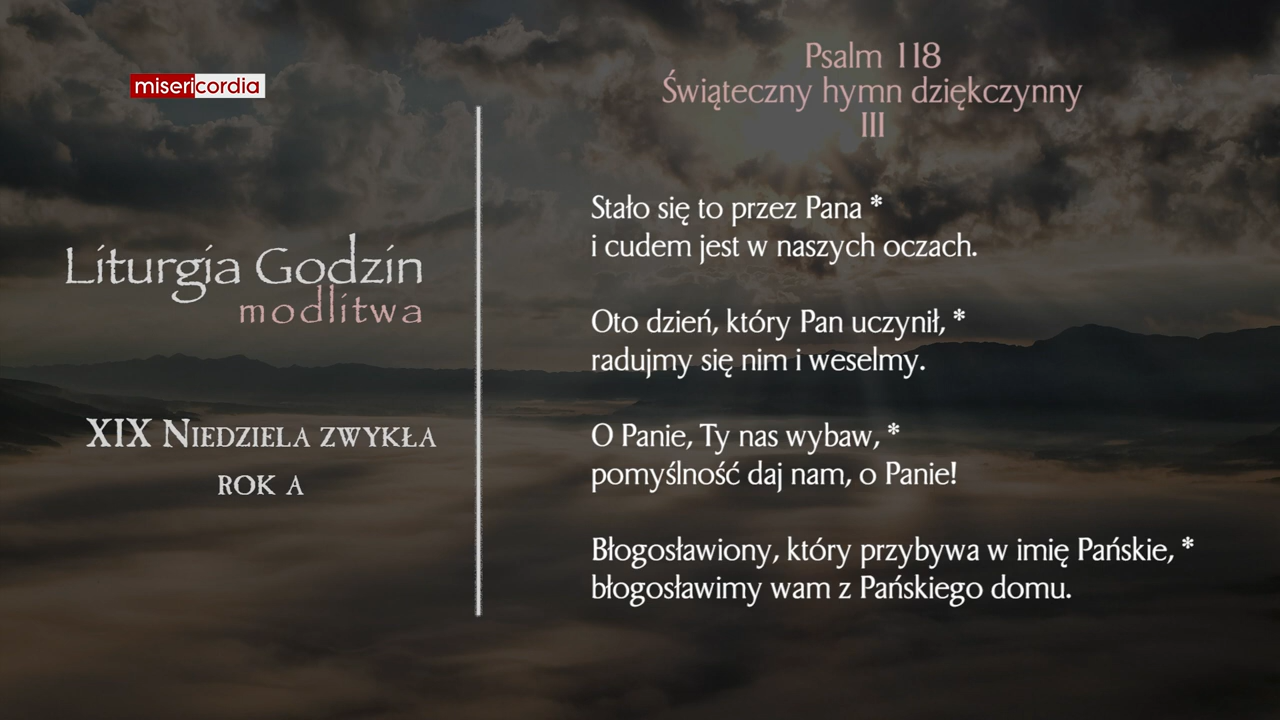 misericordia
Liturgia Godzin
modlitwa
XIX Niedziela zwykła
rok A
Psalm 118
Świąteczny hymn dziękczynny
III
Stało się to przez Pana *
i cudem jest w naszych oczach.
Oto dzień, który Pan uczynił, *
radujmy się nim i weselmy.
O Panie, Ty nas wybaw, *
pomyślność daj nam, o Panie!
Błogosławiony, który przybywa w imię Pańskie, *
błogosławimy wam z Pańskiego domu.